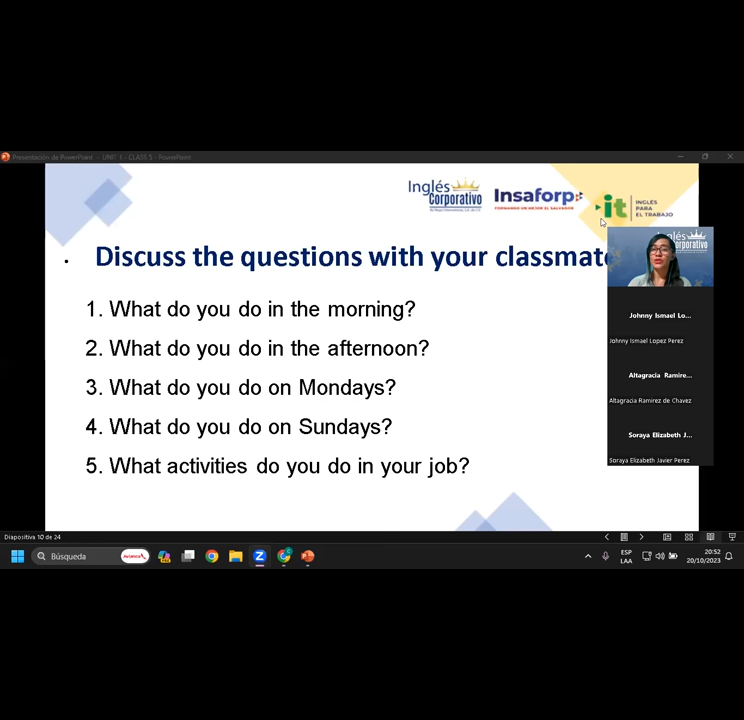 Presentación de PowerPoint - UNIT 1 - CLASS 5 - PowerPoint
Inglés
Corporativo
Insaforp
FORMANDO UN MEJOR EL SALVADOR
it
INGLÉS
PARA
EL TRABAJO
• Discuss the questions with your classmat
1. What do you do in the morning?
2. What do you do in the afternoon?
3. What do you do on Mondays?
4. What do you do on Sundays?
5. What activities do you do in your job?
glés
orporativo
Johnny Ismael Lo...
Johnny Ismael Lopez Perez
Altagracia Ramire...
Altagracia Ramirez de Chavez
Soraya Elizabeth J...
Soraya Elizabeth Javier Perez
Diapositiva 10 de 24
Búsqueda
Avianca
ESP
LAA
20:52
20/10/2023